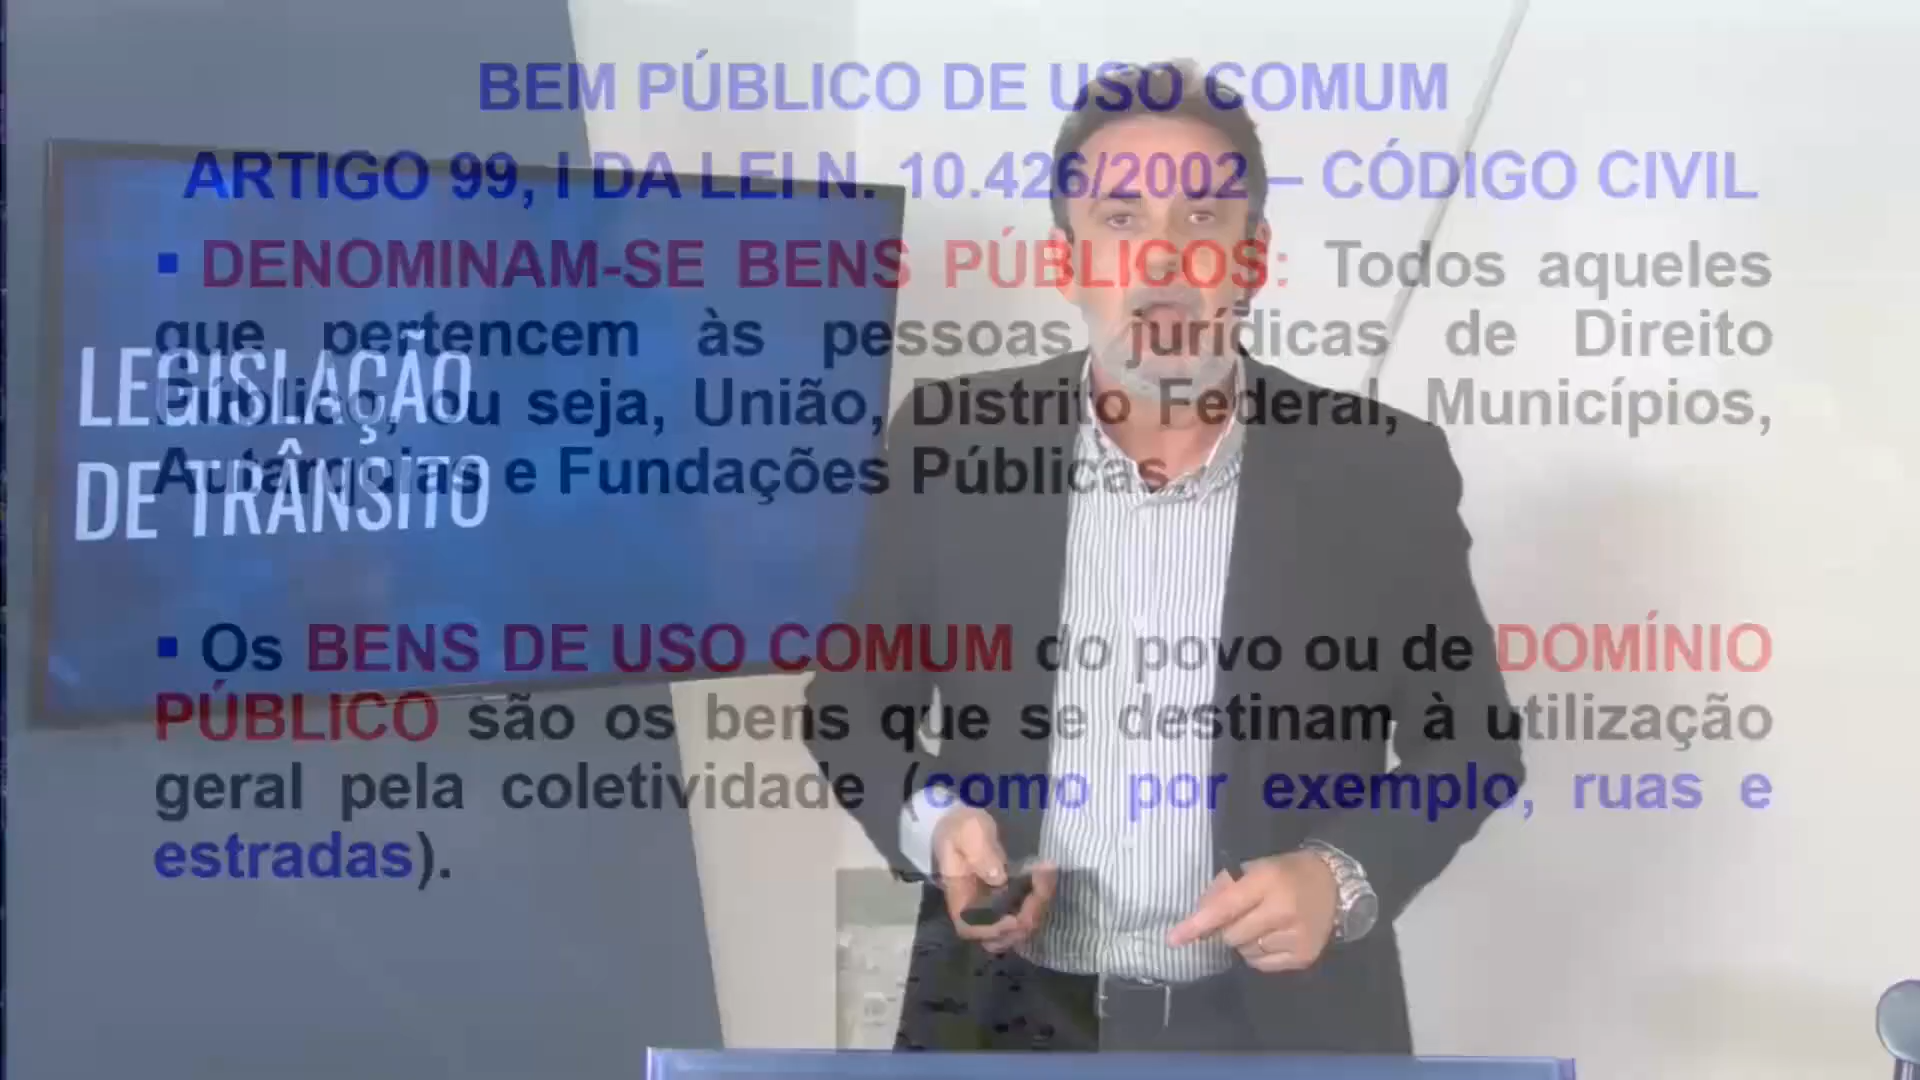 BEM PÚBLICO DE USO COMUM
ARTIGO 99, I DA LEI N. 10.426/2002 – CÓDIGO CIVIL
▪ DENOMINAM-SE BENS PÚBLICOS: Todos aqueles
que pertencem às pessoas jurídicas de Direito
Público, ou seja, União, Distrito Federal, Municípios,
Autarquias e Fundações Públicas.
▪ Os BENS DE USO COMUM do povo ou de DOMÍNIO
PÚBLICO são os bens que se destinam à utilização
geral pela coletividade (como por exemplo, ruas e
estradas).
LEGISLAÇÃO
DE TRÂNSITO